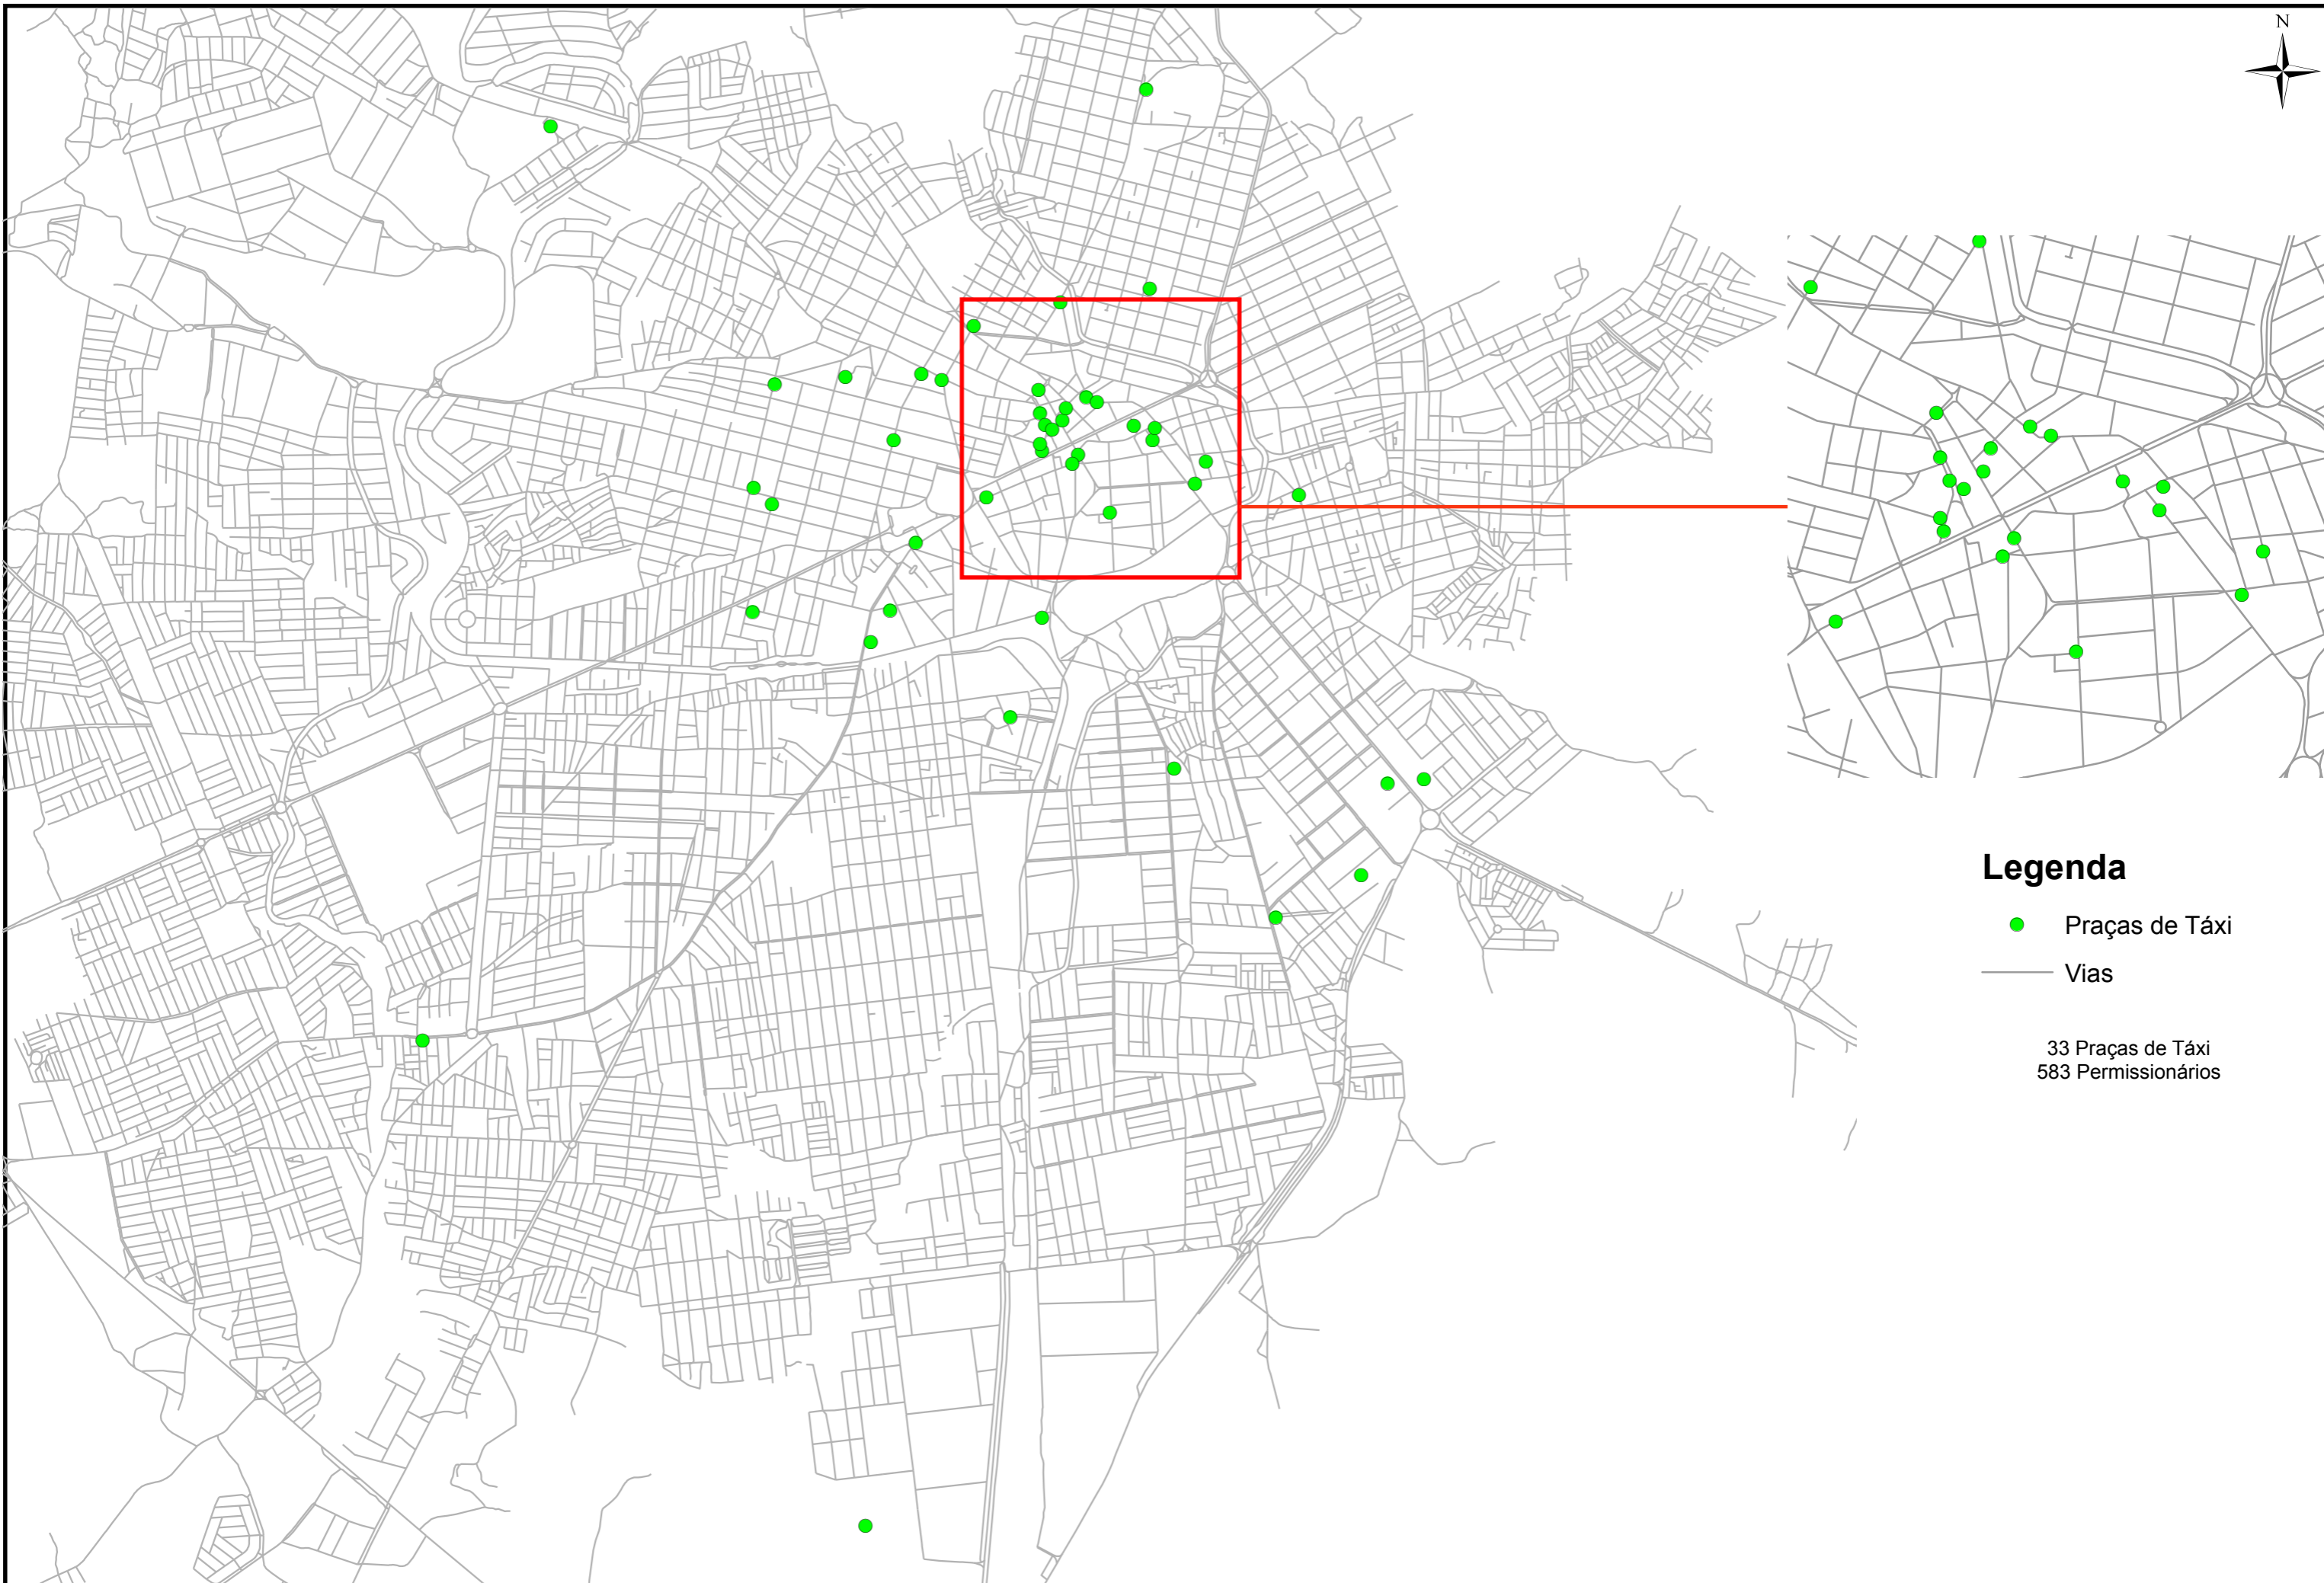 N
Legenda
Praças de Táxi
Vias
33 Praças de Táxi
583 Permissionários